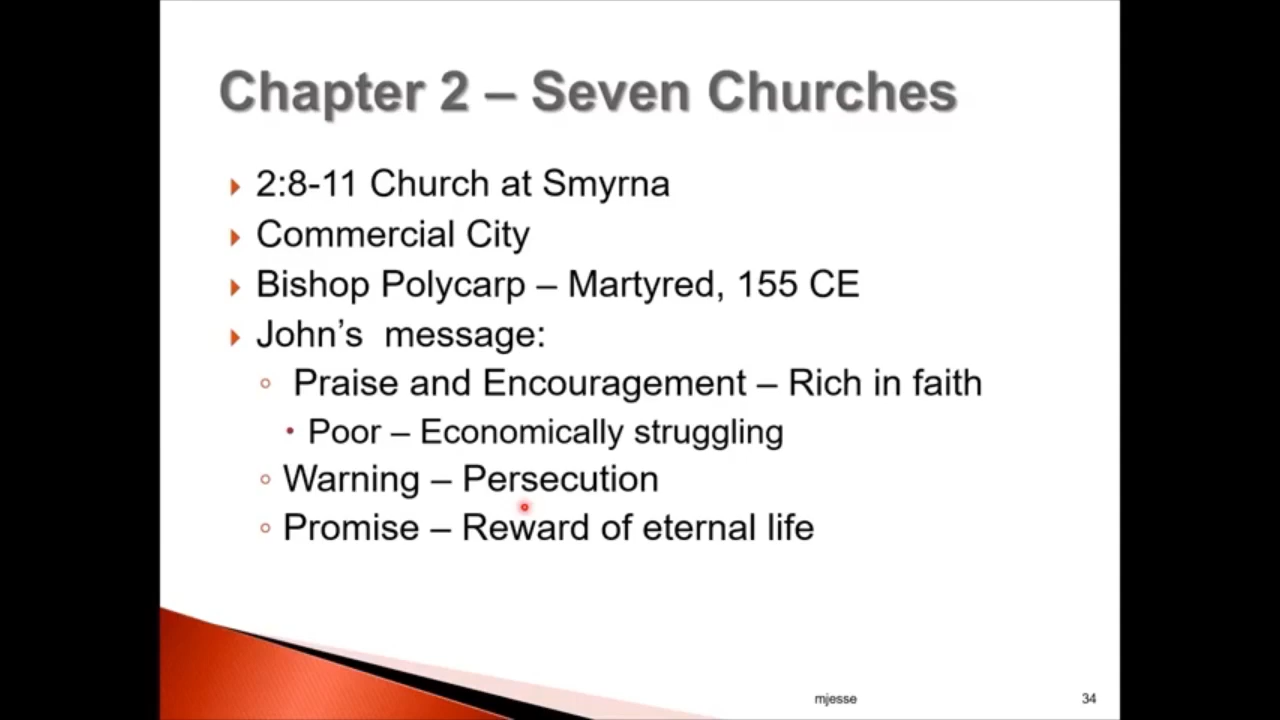 Chapter 2 – Seven Churches
2:8-11 Church at Smyrna
Commercial City
Bishop Polycarp – Martyred, 155 CE
John’s  message:
Praise and Encouragement – Rich in faith
Poor – Economically struggling
Warning – Persecution
Promise – Reward of eternal life
mjesse
34